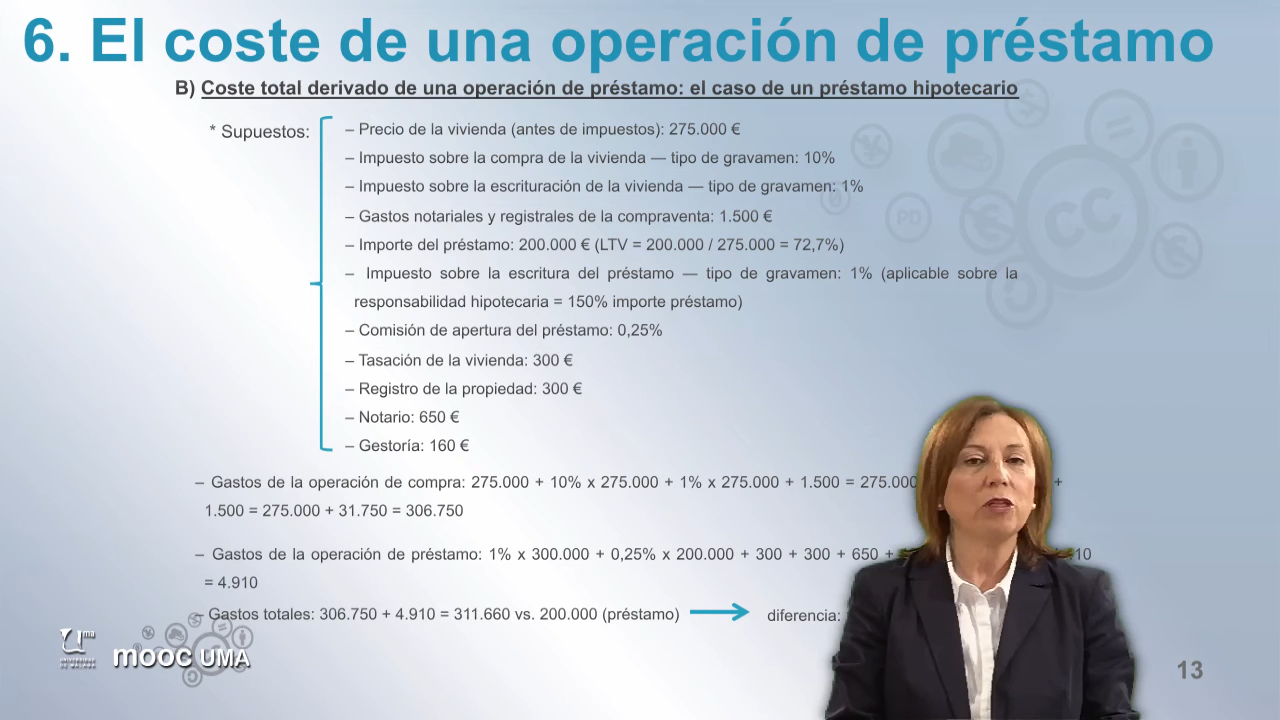 6. El coste de una operación de préstamo
B) Coste total derivado de una operación de préstamo: el caso de un préstamo hipotecario
* Supuestos:
– Precio de la vivienda (antes de impuestos): 275.000 €
– Impuesto sobre la compra de la vivienda — tipo de gravamen: 10%
– Impuesto sobre la escrituración de la vivienda — tipo de gravamen: 1%
– Gastos notariales y registrales de la compraventa: 1.500 €
– Importe del préstamo: 200.000 € (LTV = 200.000 / 275.000 = 72,7%)
– Impuesto sobre la escritura del préstamo — tipo de gravamen: 1% (aplicable sobre la
responsabilidad hipotecaria = 150% importe préstamo)
– Comisión de apertura del préstamo: 0,25%
– Tasación de la vivienda: 300 €
– Registro de la propiedad: 300 €
– Notario: 650 €
– Gestoría: 160 €
– Gastos de la operación de compra: 275.000 + 10% x 275.000 + 1% x 275.000 + 1.500 = 275.000 +
1.500 = 275.000 + 31.750 = 306.750
– Gastos de la operación de préstamo: 1% x 300.000 + 0,25% x 200.000 + 300 + 300 + 650 +
= 4.910
– Gastos totales: 306.750 + 4.910 = 311.660 vs. 200.000 (préstamo)
diferencia:
uma
mooc UMA
13
CC
PD